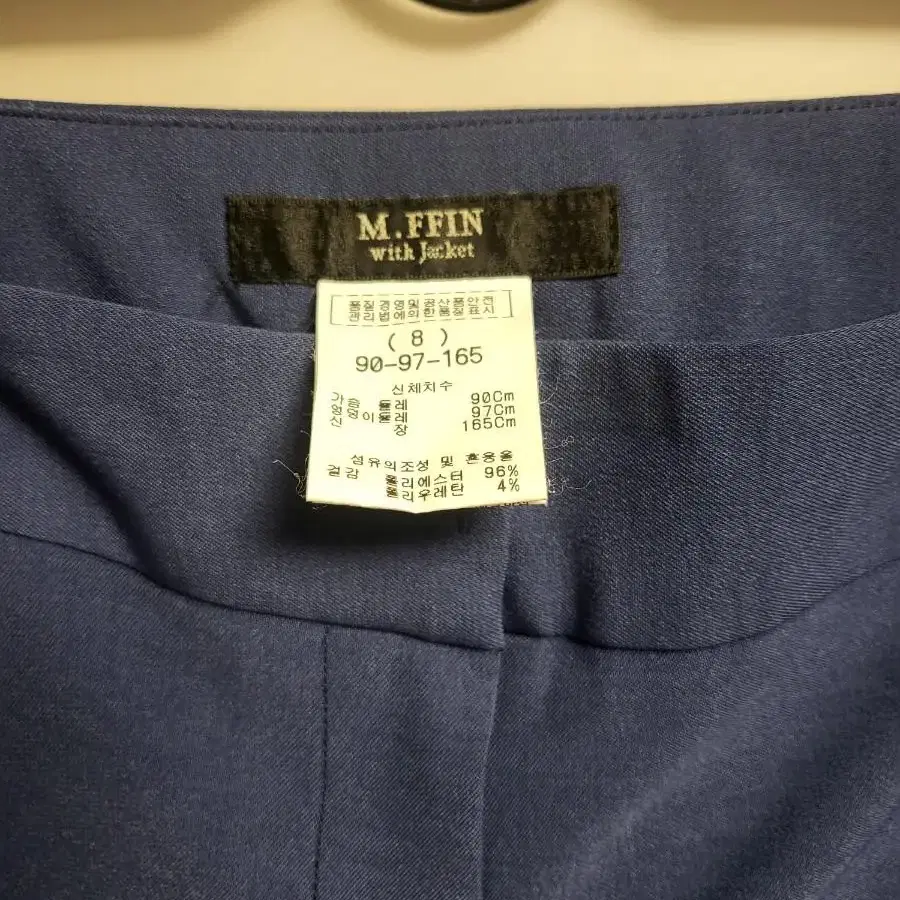 M.FFIN
with Jacket
품질경영및공산품안전
관리법에의한품질표시
( 8 )
90-97-165
신체치수
가슴둘레 90Cm
엉덩이둘레 97Cm
신장 165Cm
섬유의조성 및 혼용율
겉감 폴리에스터 96%
폴리우레탄 4%